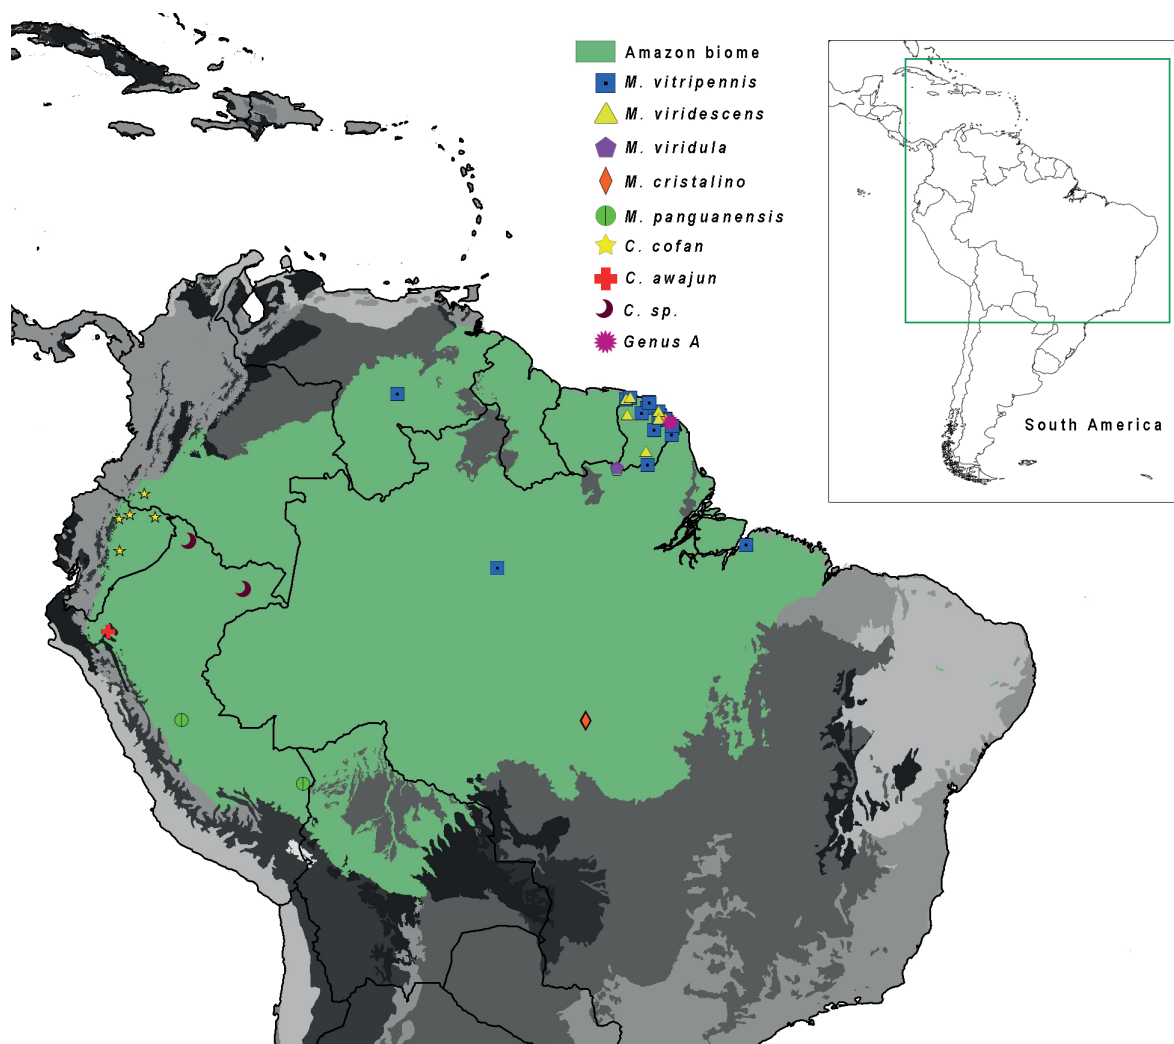 Amazon biome
M. vitripennis
M. viridescens
M. viridula
M. cristalino
M. panguanensis
C. cofan
C. awajun
C. sp.
Genus A
South America